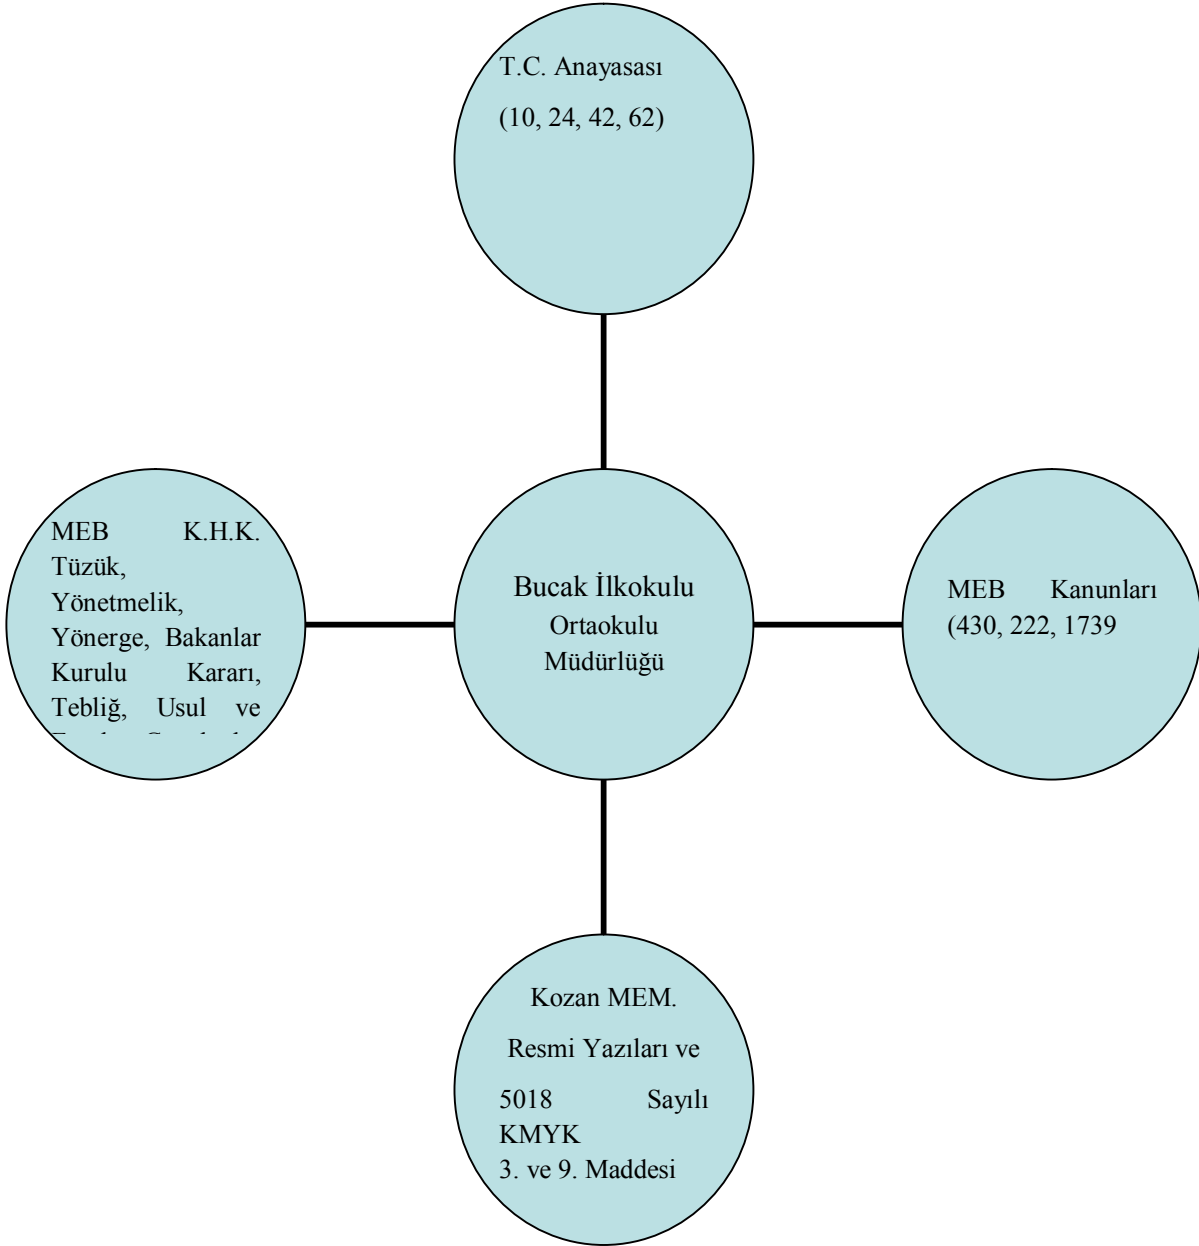 T.C. Anayasası
(10, 24, 42, 62)
MEB K.H.K.
Tüzük,
Yönetmelik,
Yönerge, Bakanlar
Kurulu Kararı,
Tebliğ, Usul ve
Bucak İlkokulu
Ortaokulu
Müdürlüğü
MEB Kanunları
(430, 222, 1739
Kozan MEM.
Resmi Yazıları ve
5018 Sayılı
KMYK
3. ve 9. Maddesi